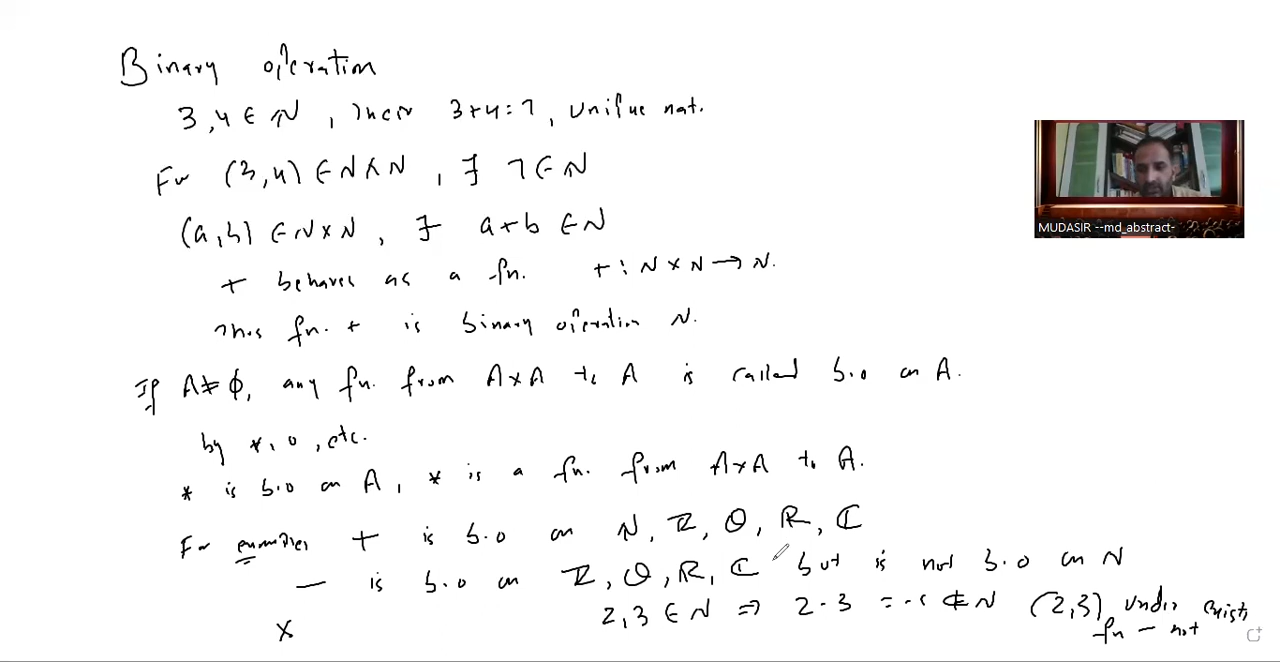 Binary operation
3,4 ∈ N, then 3+4=7, unique nat.
For (3,4) ∈ N×N, ∃ 7 ∈ N
(a,b) ∈ N×N, ∃ a+b ∈ N
+ behaves as a fn. + : N×N → N.
This fn. + is binary operation N.
If A≠φ, any fn. from A×A to A is called b.o on A.
by *, o, etc.
* is b.o on A, * is a fn. from A×A to A.
For examples + is b.o on N, Z, Q, R, C
— is b.o on Z, Q, R, C but is not b.o on N
2,3 ∈ N ⇒ 2-3 = -1 ∉ N (2,3) under fn — not exists
×
MUDASIR --md_abstract-